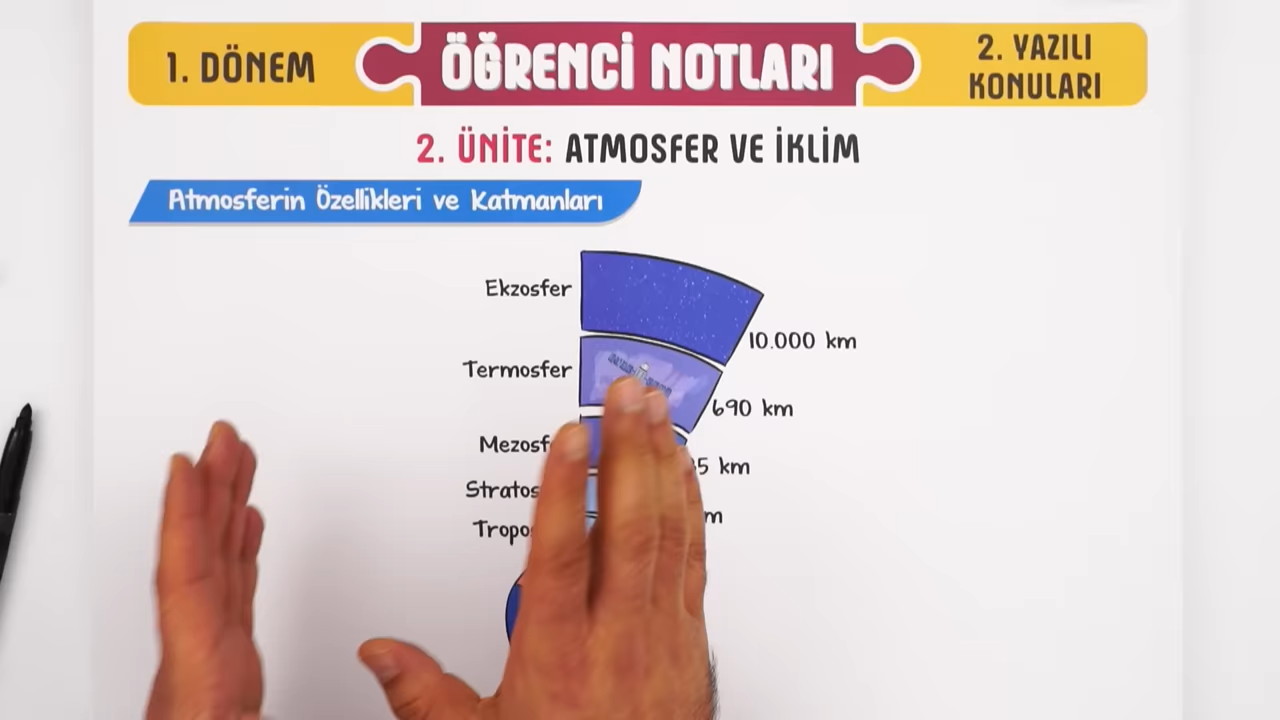 1. DÖNEM
ÖĞRENCİ NOTLARI
2. YAZILI
KONULARI
2. ÜNİTE: ATMOSFER VE İKLİM
Atmosferin Özellikleri ve Katmanları
Ekzosfer
10.000 km
Termosfer
690 km
km